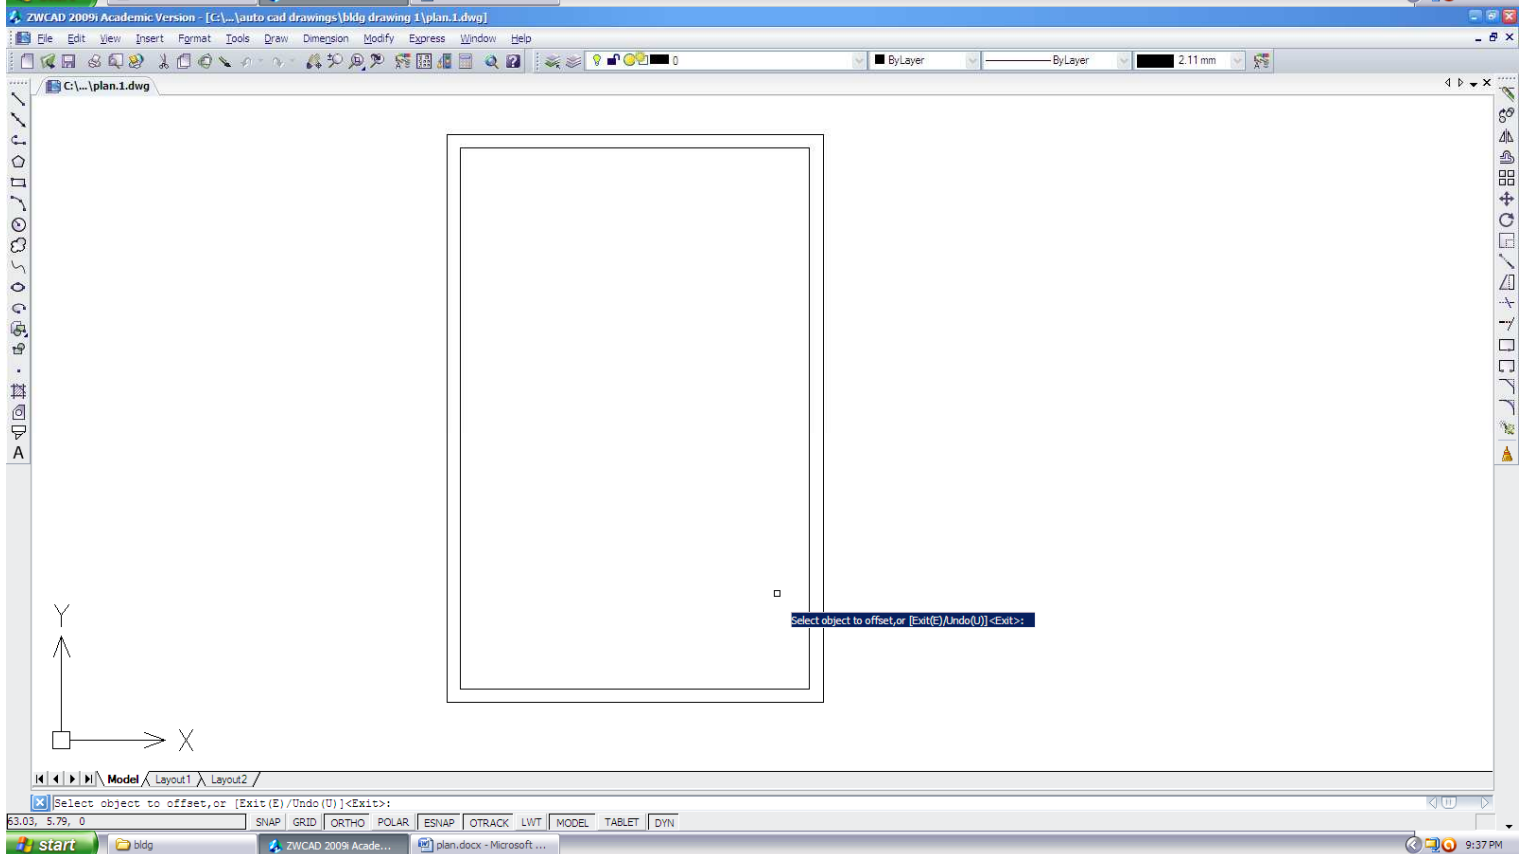 ZWCAD 2009i Academic Version - [C:\...\auto cad drawings\bldg drawing 1\plan.1.dwg]
File Edit View Insert Format Tools Draw Dimension Modify Express Window Help
0 ByLayer ByLayer 2.11 mm
C:\...\plan.1.dwg
A
Select object to offset,or [Exit(E)/Undo(U)]<Exit>:
Y
X
Model Layout1 Layout2
Select object to offset,or [Exit(E)/Undo(U)]<Exit>:
63.03, 5.79, 0 SNAP GRID ORTHO POLAR ESNAP OTRACK LWT MODEL TABLET DYN
start bldg ZWCAD 2009i Acade... plan.docx - Microsoft ... 9:37 PM